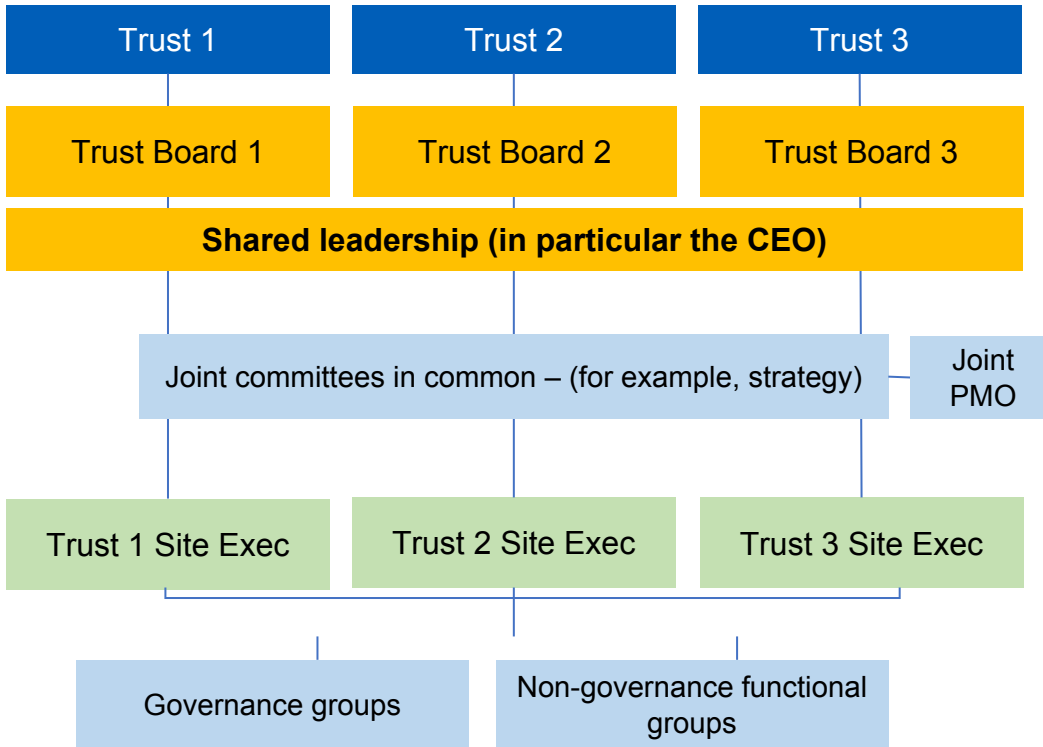 Trust 1
Trust 2
Trust 3
Trust Board 1
Trust Board 2
Trust Board 3
Shared leadership (in particular the CEO)
Joint committees in common – (for example, strategy)
Joint
PMO
Trust 1 Site Exec
Trust 2 Site Exec
Trust 3 Site Exec
Governance groups
Non-governance functional
groups